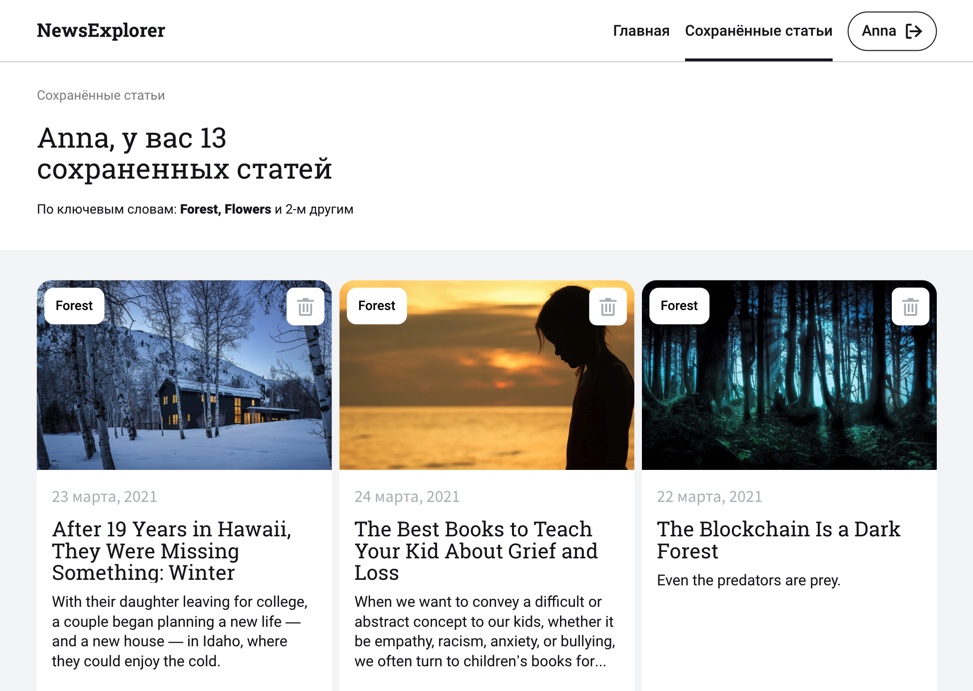 NewsExplorer
Главная Сохранённые статьи Anna
Сохранённые статьи
Anna, у вас 13
сохраненных статей
По ключевым словам: Forest, Flowers и 2-м другим
Forest
23 марта, 2021
After 19 Years in Hawaii,
They Were Missing
Something: Winter
With their daughter leaving for college,
a couple began planning a new life —
and a new house — in Idaho, where
they could enjoy the cold.
Forest
24 марта, 2021
The Best Books to Teach
Your Kid About Grief and
Loss
When we want to convey a difficult or
abstract concept to our kids, whether it
be empathy, racism, anxiety, or bullying,
we often turn to children's books for...
Forest
22 марта, 2021
The Blockchain Is a Dark
Forest
Even the predators are prey.